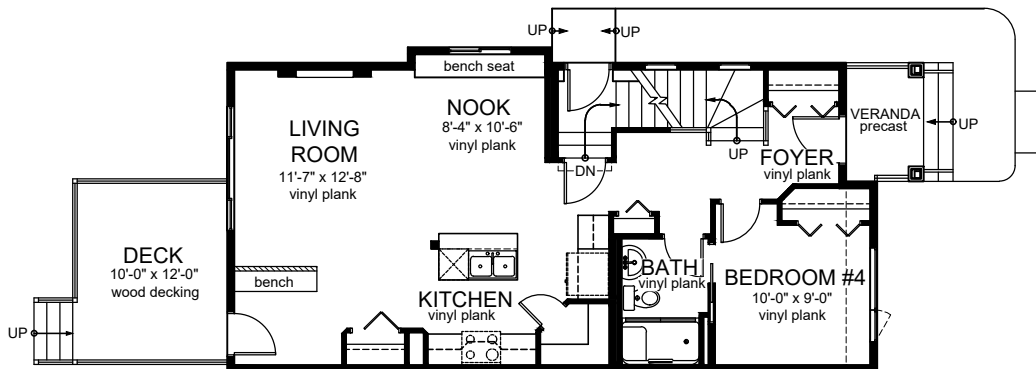 UP
UP
bench seat
NOOK
8'-4" x 10'-6"
vinyl plank
LIVING
ROOM
11'-7" x 12'-8"
vinyl plank
DN
UP
FOYER
vinyl plank
VERANDA
precast
UP
DECK
10'-0" x 12'-0"
wood decking
bench
UP
KITCHEN
vinyl plank
BATH
vinyl plank
BEDROOM #4
10'-0" x 9'-0"
vinyl plank